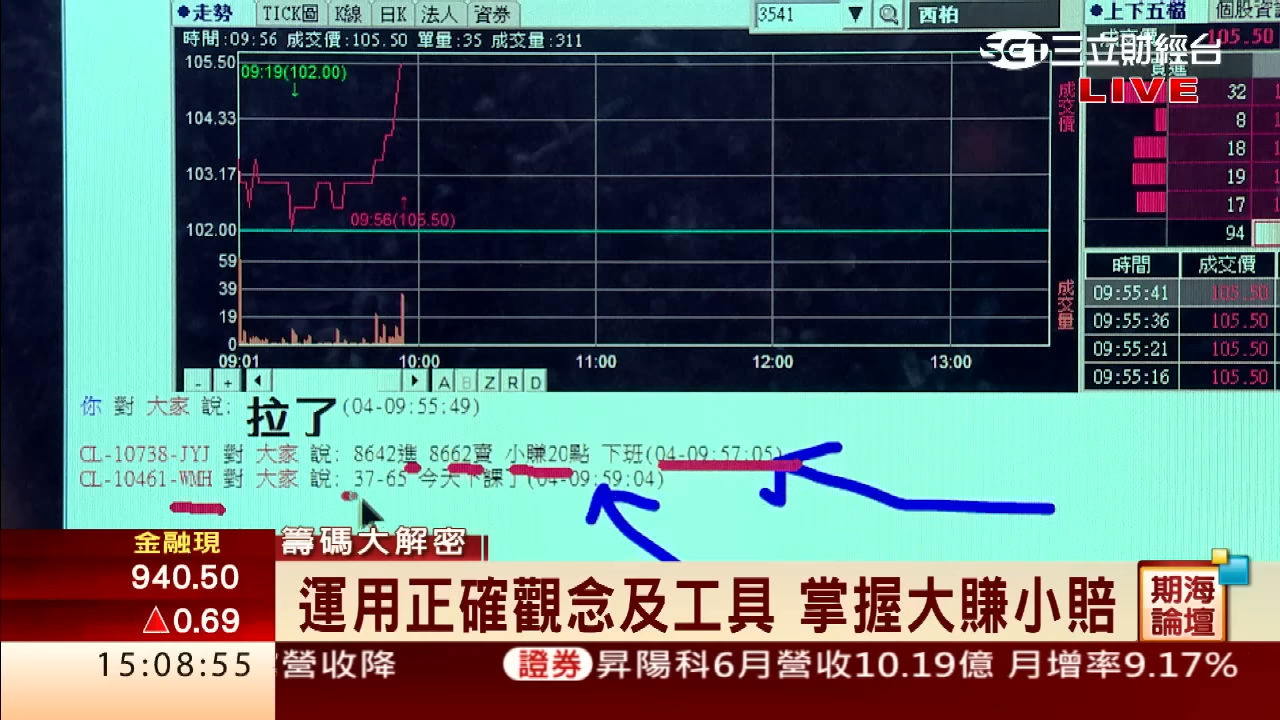 走勢 TICK圖 K線 日K 法人 資券 3541 西柏 上下五檔
時間:09:56 成交價:105.50 單量:35 成交量:311
SET 三立財經台
LIVE
105.50
09:19(102.00)
104.33
103.17
09:56(105.50)
102.00
成交價
59
39
19
0
成交量
09:01 10:00 11:00 12:00 13:00
- + A B Z R D
105.50
買進
32
8
18
19
17
94
時間 成交價
09:55:41 105.50
09:55:36 105.50
09:55:21 105.50
09:55:16 105.50
你 對 大家 說: 拉了(04-09:55:49)
CL-10738-JYJ 對 大家 說: 8642進 8662賣 小賺20點 下班(04-09:57:05)
CL-10461-WMH 對 大家 說: 37-65 今天下課了(04-09:59:04)
籌碼大解密
運用正確觀念及工具 掌握大賺小賠
期海論壇
金融現
940.50
△0.69
15:08:55
營收降 證券 昇陽科6月營收10.19億 月增率9.17%